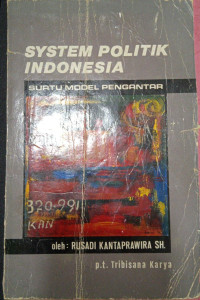 SYSTEM POLITIK
INDONESIA
SUATU MODEL PENGANTAR
320.991
KAN
oleh: RUSADI KANTAPRAWIRA SH.
p.t. Tribisana Karya